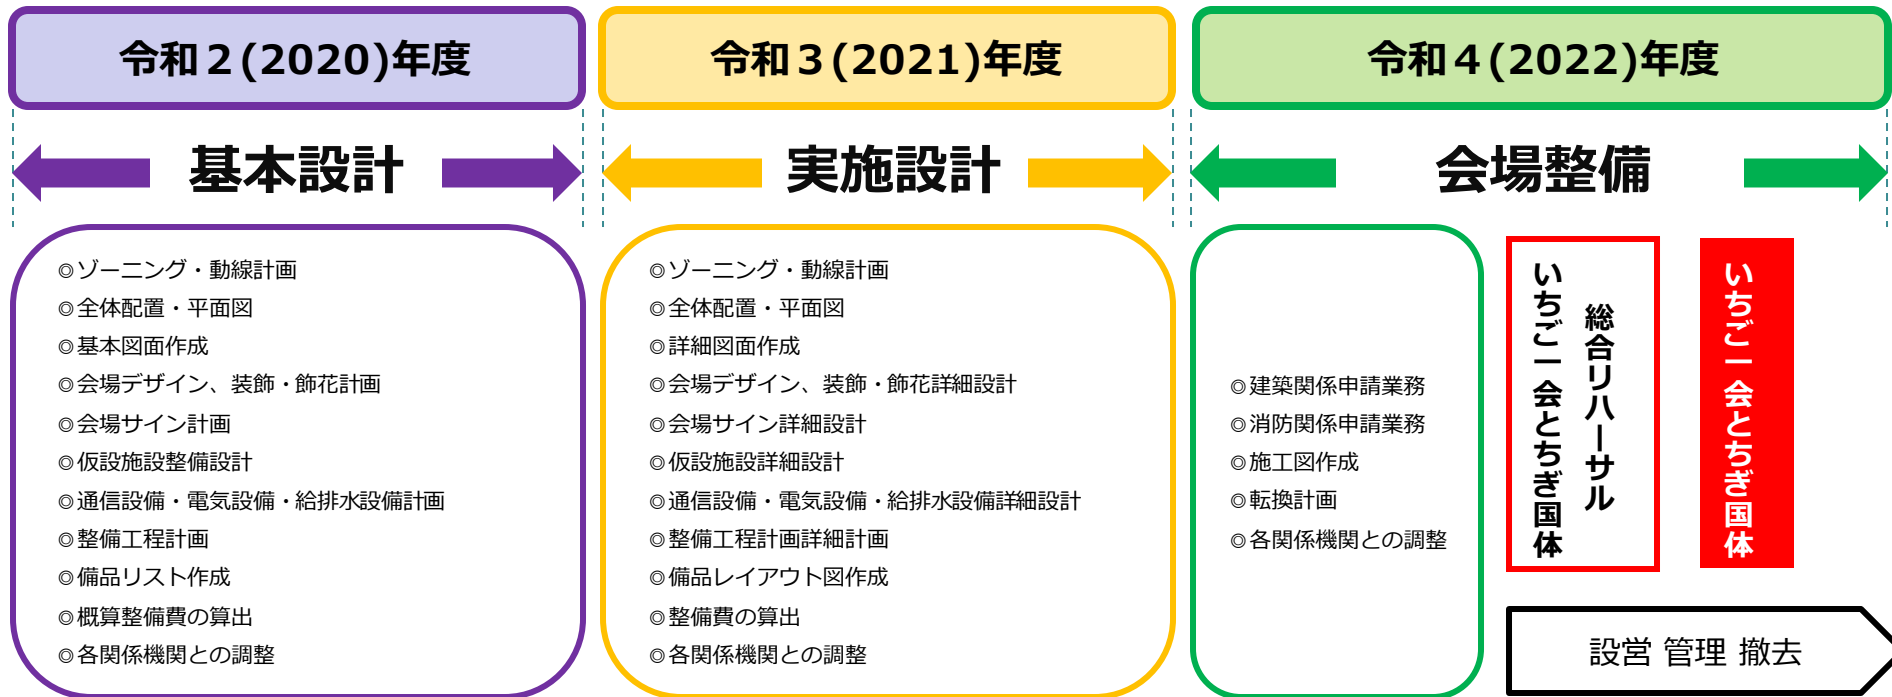 令和２(2020)年度
令和３(2021)年度
令和４(2022)年度
基本設計
実施設計
会場整備
◎ゾーニング・動線計画
◎全体配置・平面図
◎基本図面作成
◎会場デザイン、装飾・飾花計画
◎会場サイン計画
◎仮設施設整備設計
◎通信設備・電気設備・給排水設備計画
◎整備工程計画
◎備品リスト作成
◎概算整備費の算出
◎各関係機関との調整
◎ゾーニング・動線計画
◎全体配置・平面図
◎詳細図面作成
◎会場デザイン、装飾・飾花詳細設計
◎会場サイン詳細設計
◎仮設施設詳細設計
◎通信設備・電気設備・給排水設備詳細設計
◎整備工程計画詳細計画
◎備品レイアウト図作成
◎整備費の算出
◎各関係機関との調整
◎建築関係申請業務
◎消防関係申請業務
◎施工図作成
◎転換計画
◎各関係機関との調整
総合リハーサル
いちご一会とちぎ国体
いちご一会とちぎ国体
設営 管理 撤去